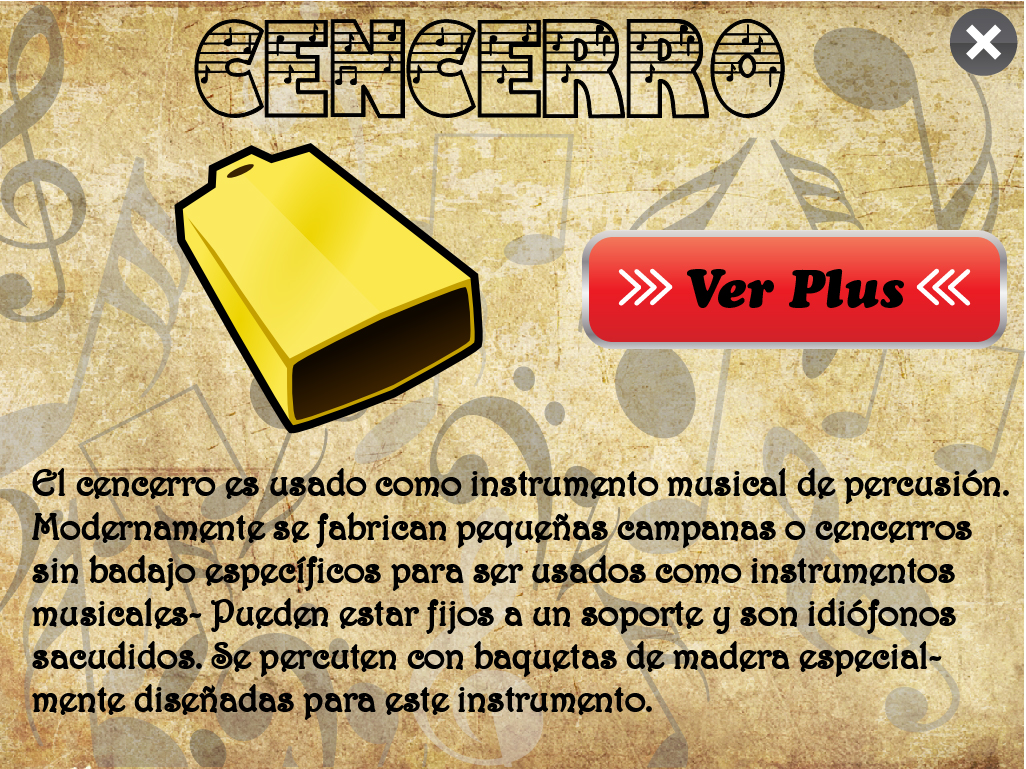 CENCERRO
Ver Plus
El cencerro es usado como instrumento musical de percusión.
Modernamente se fabrican pequeñas campanas o cencerros
sin badajo específicos para ser usados como instrumentos
musicales- Pueden estar fijos a un soporte y son idiófonos
sacudidos. Se percuten con baquetas de madera especial-
mente diseñadas para este instrumento.